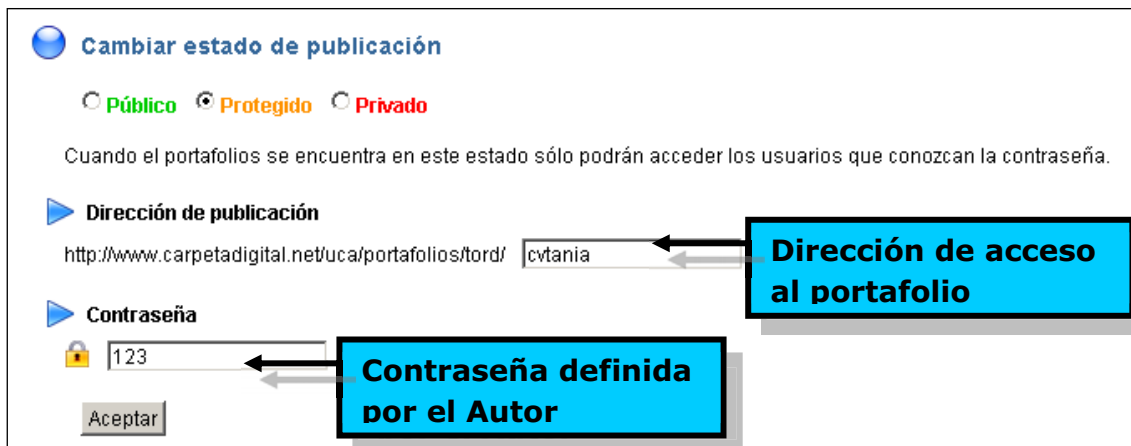 Cambiar estado de publicación
Público Protegido Privado
Cuando el portafolios se encuentra en este estado sólo podrán acceder los usuarios que conozcan la contraseña.
Dirección de publicación
http://www.carpetadigital.net/uca/portafolios/tord/ cvtania
Dirección de acceso
al portafolio
Contraseña
123
Contraseña definida
por el Autor
Aceptar